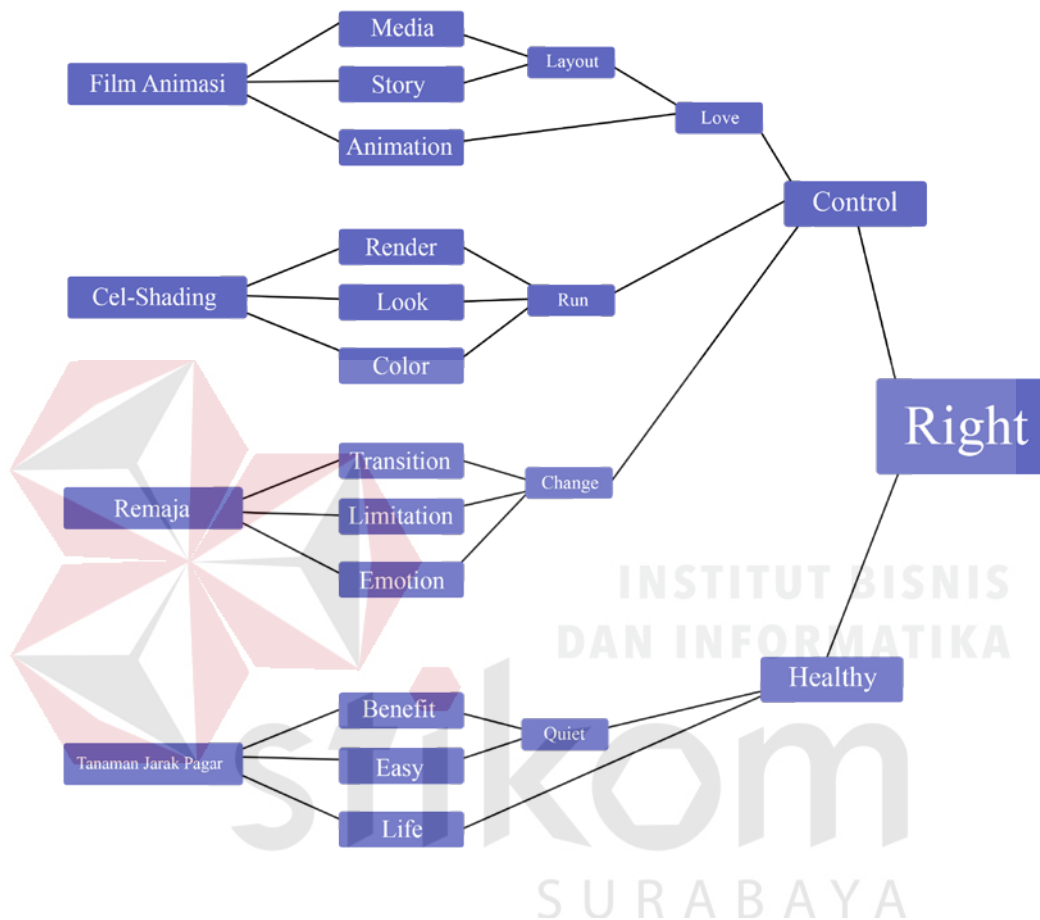 Film Animasi
Media
Story
Animation
Layout
Love
Cel-Shading
Render
Look
Color
Run
Control
Remaja
Transition
Limitation
Emotion
Change
Right
Tanaman Jarak Pagar
Benefit
Easy
Life
Quiet
Healthy
INSTITUT BISNIS
DAN INFORMATIKA
stikom
SURABAYA